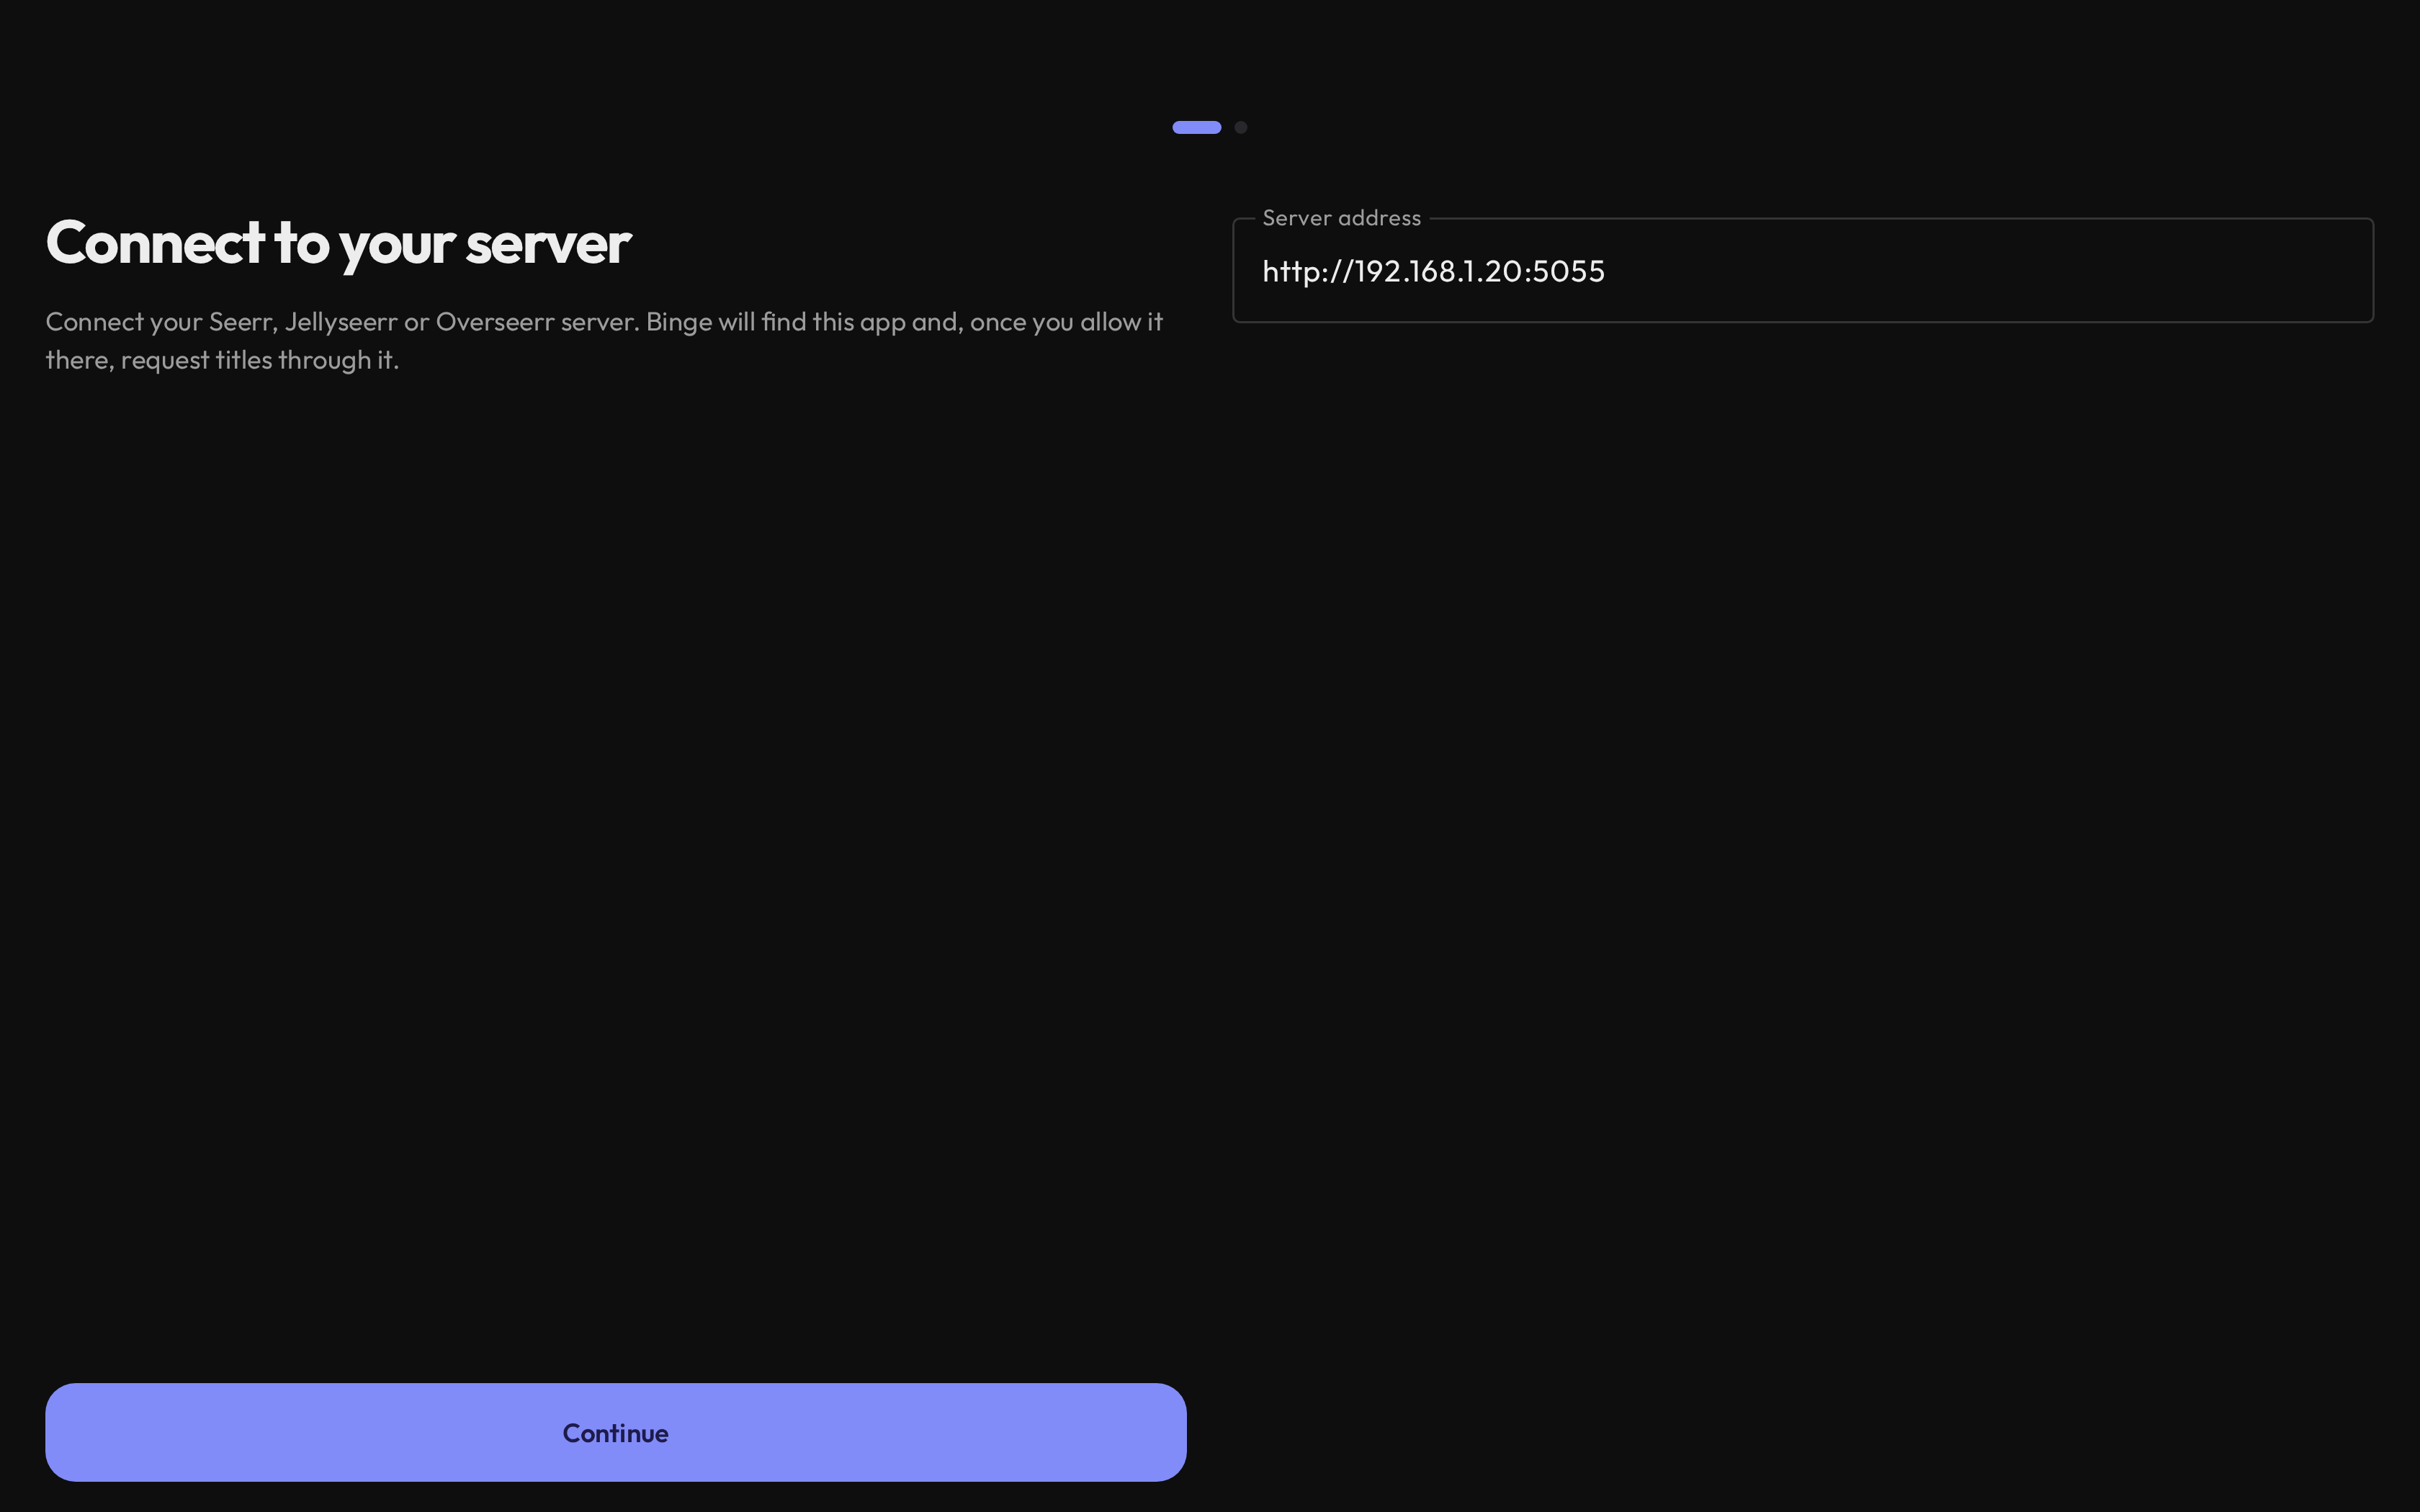 Connect to your server
Connect your Seerr, Jellyseerr or Overseerr server. Binge will find this app and, once you allow it
there, request titles through it.
Server address
http://192.168.1.20:5055
Continue